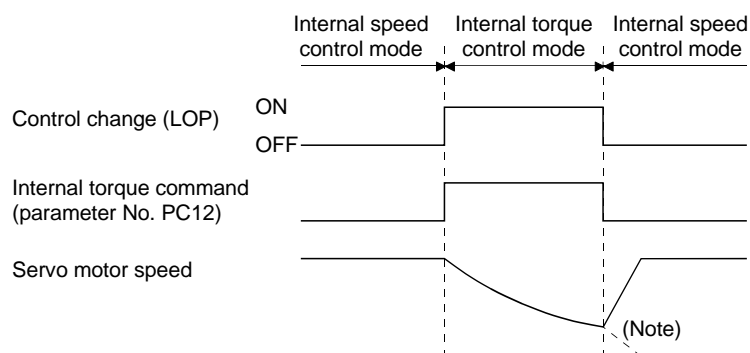 Internal speed control mode
Internal torque control mode
Internal speed control mode
Control change (LOP)
ON
OFF
Internal torque command
(parameter No. PC12)
Servo motor speed
(Note)